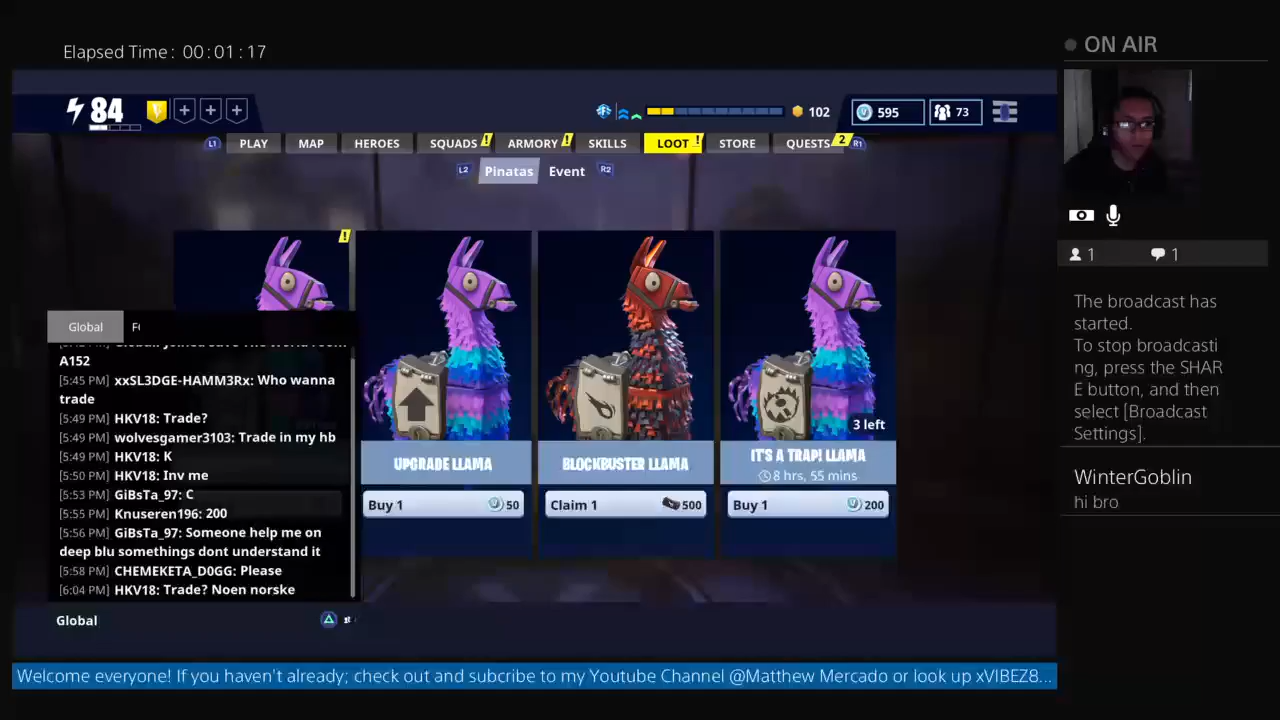 Elapsed Time: 00:01:17
ON AIR
84
102
595
73
L1 PLAY MAP HEROES SQUADS! ARMORY! SKILLS LOOT! STORE QUESTS 2 R1
L2 Pinatas Event R2
!
1 1
The broadcast has
started.
To stop broadcasti
ng, press the SHAR
E button, and then
select [Broadcast
Settings].
WinterGoblin
hi bro
Global
A152
[5:45 PM] xxSL3DGE-HAMM3Rx: Who wanna
trade
[5:49 PM] HKV18: Trade?
[5:49 PM] wolvesgamer3103: Trade in my hb
[5:49 PM] HKV18: K
[5:50 PM] HKV18: Inv me
[5:53 PM] GiBsTa_97: C
[5:55 PM] Knuseren196: 200
[5:56 PM] GiBsTa_97: Someone help me on
deep blu somethings dont understand it
[5:58 PM] CHEMEKETA_D0GG: Please
[6:04 PM] HKV18: Trade? Noen norske
Global
UPGRADE LLAMA
Buy 1 50
BLOCKBUSTER LLAMA
Claim 1 500
3 left
IT'S A TRAP! LLAMA
8 hrs, 55 mins
Buy 1 200
Welcome everyone! If you haven't already; check out and subcribe to my Youtube Channel @Matthew Mercado or look up xVIBEZ8...